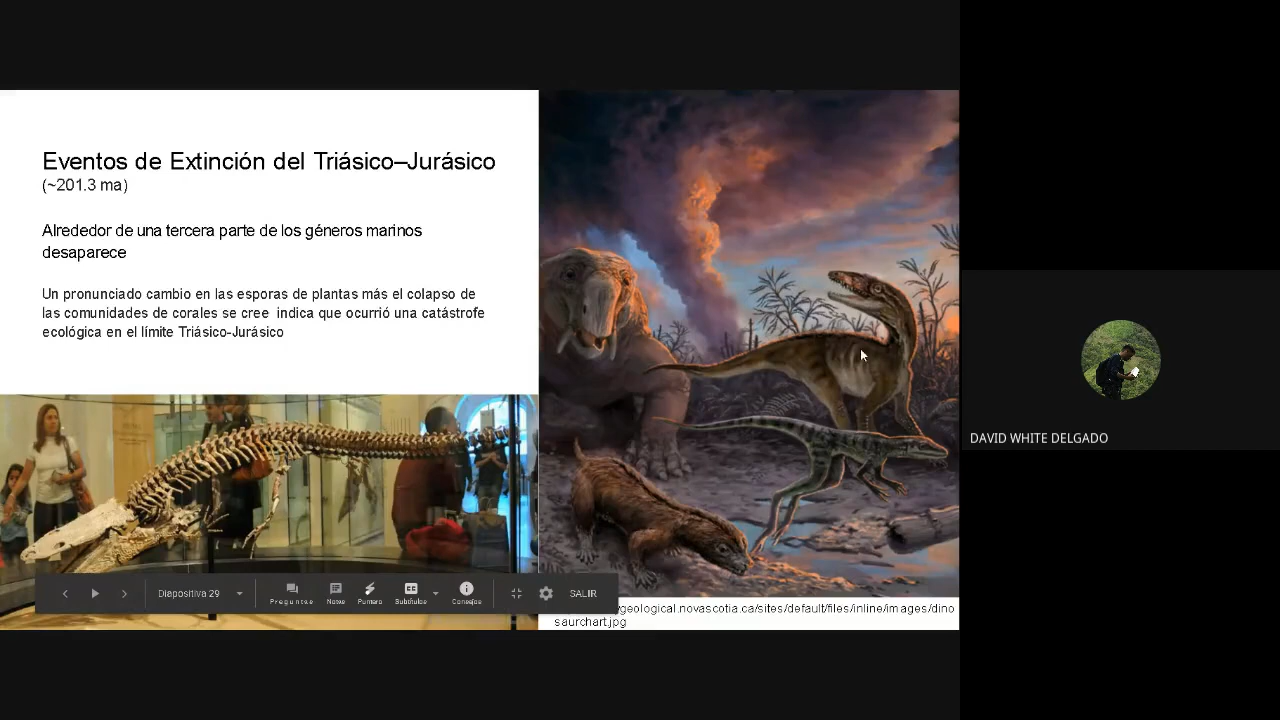 Eventos de Extinción del Triásico–Jurásico
(~201.3 ma)
Alrededor de una tercera parte de los géneros marinos
desaparece
Un pronunciado cambio en las esporas de plantas más el colapso de
las comunidades de corales se cree indica que ocurrió una catástrofe
ecológica en el límite Triásico-Jurásico
Diapositiva 29
Preguntas
Notas
Puntero
Subtítulos
Consejos
SALIR
geological.novascotia.ca/sites/default/files/inline/images/dino
saurchart.jpg
DAVID WHITE DELGADO